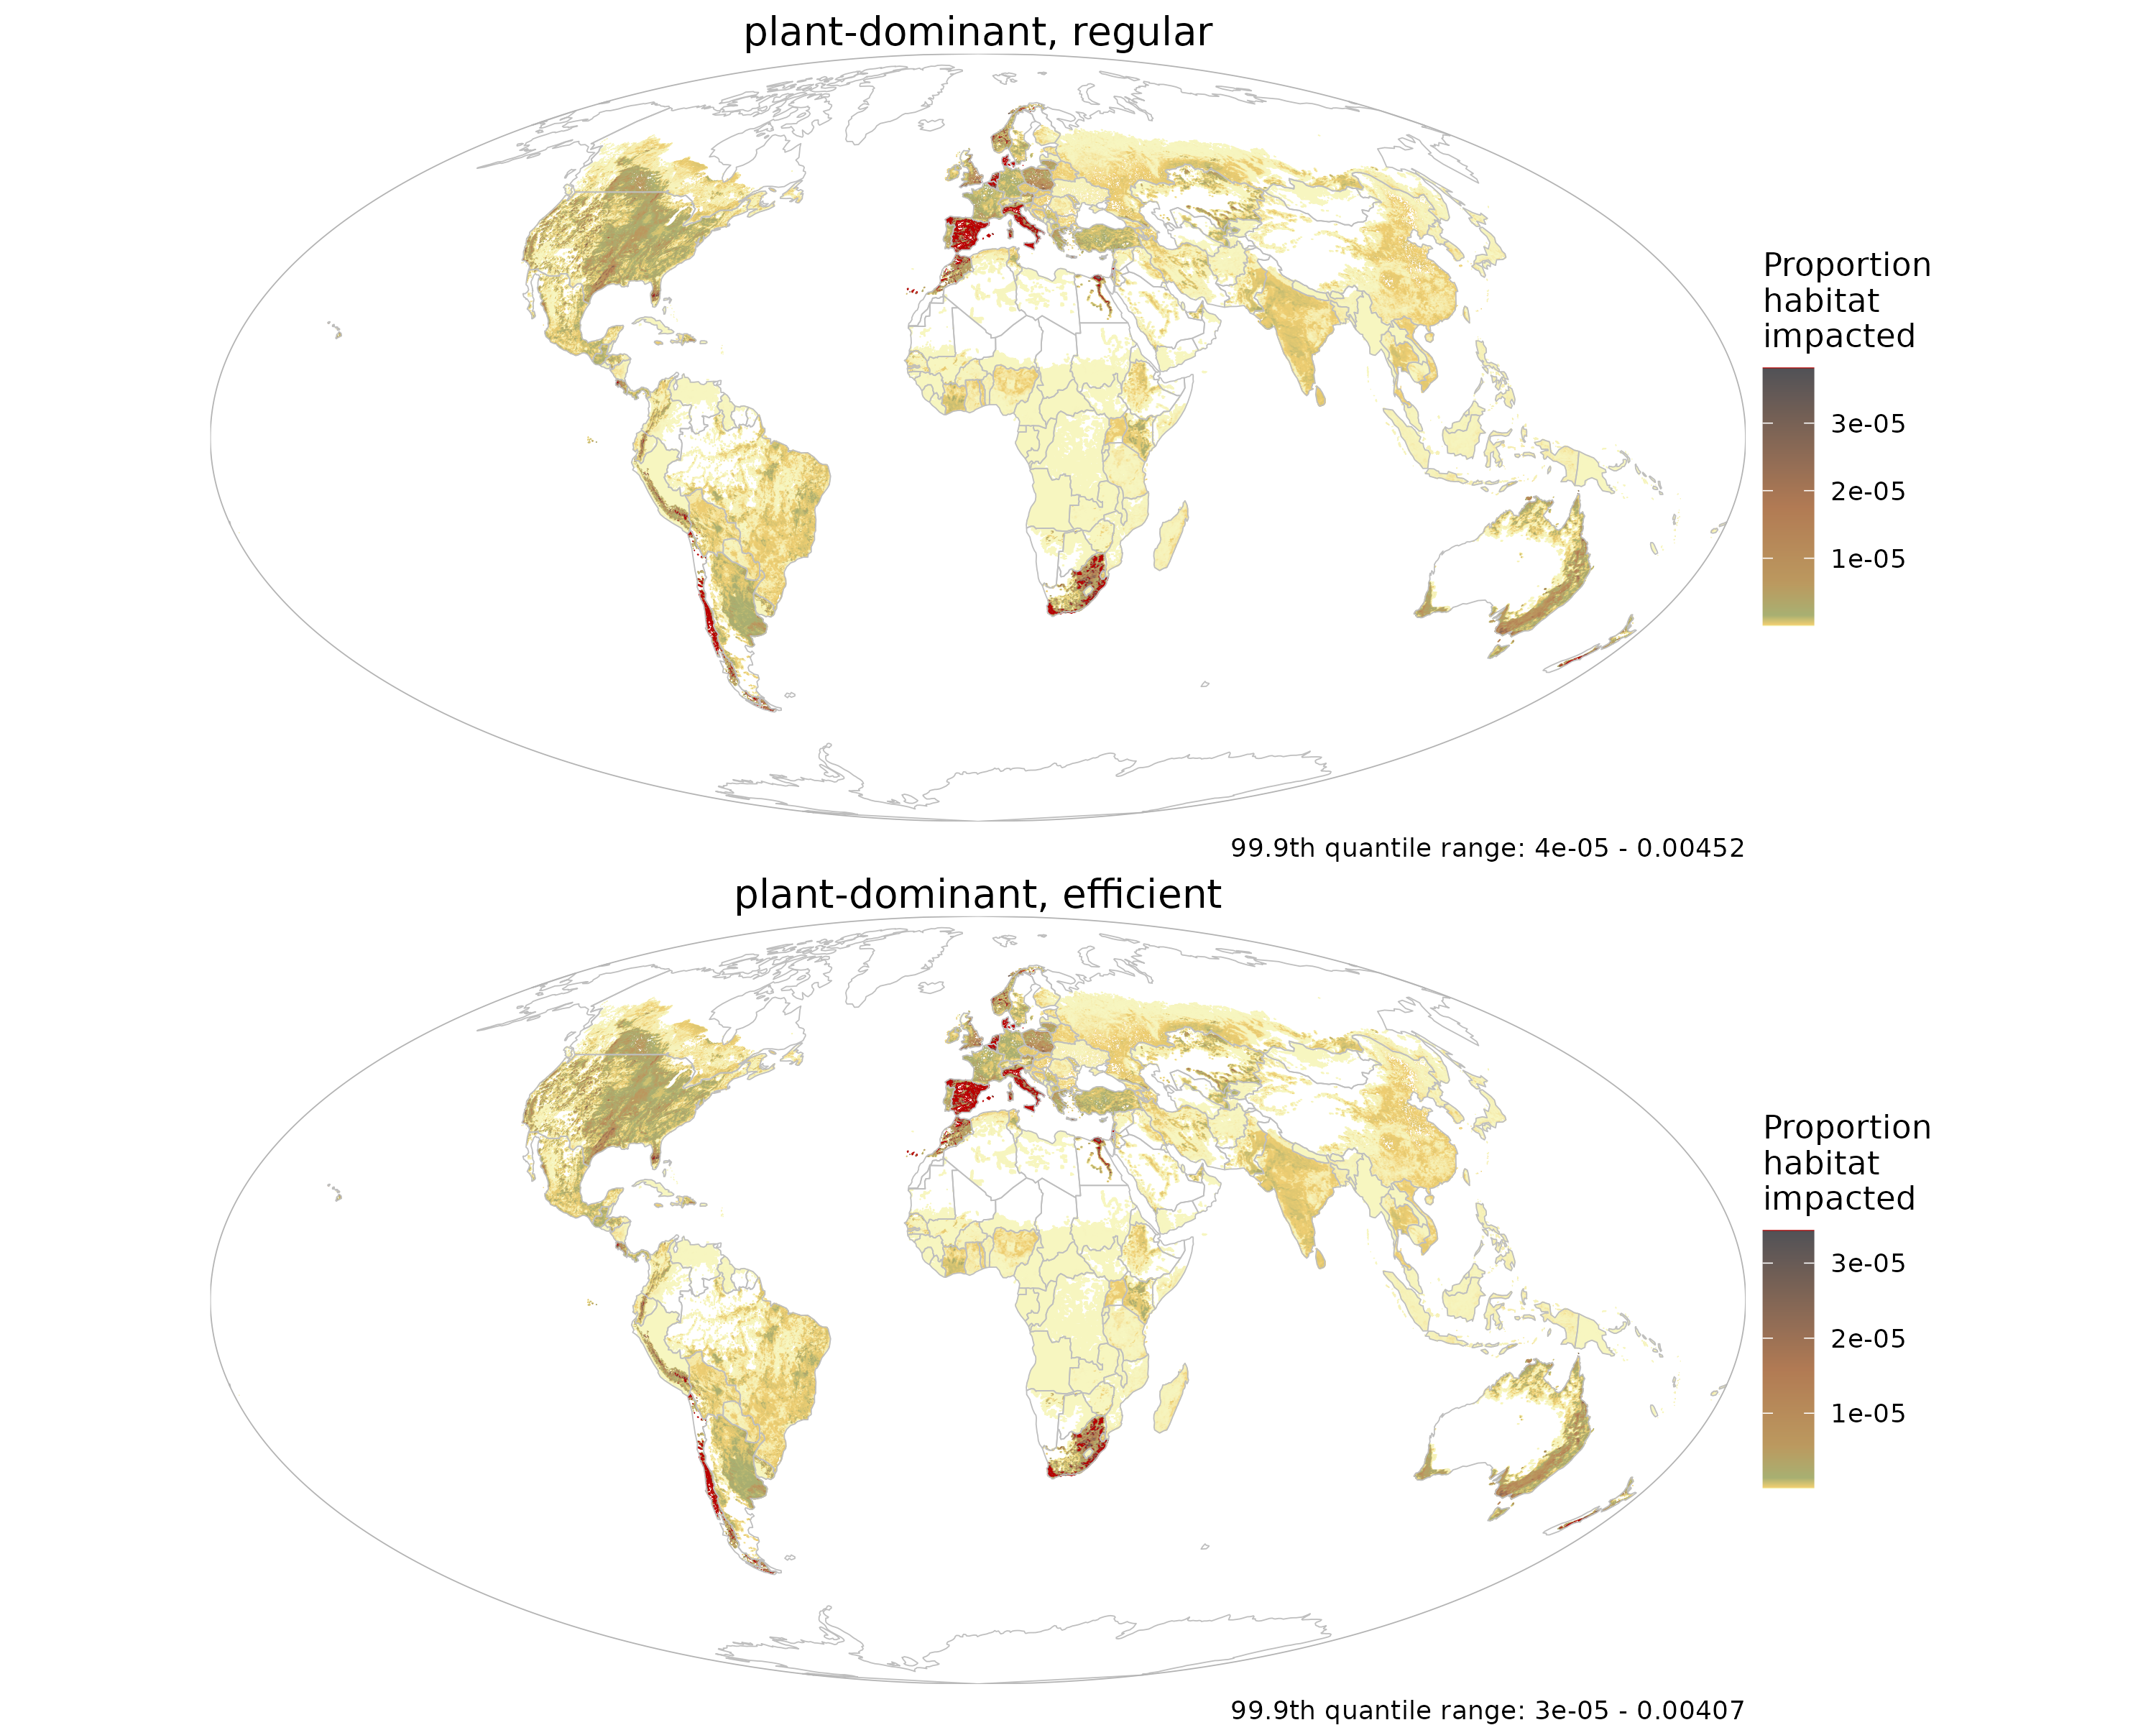 plant-dominant, regular
Proportion
habitat
impacted
3e-05
2e-05
1e-05
99.9th quantile range: 4e-05 - 0.00452
plant-dominant, efficient
Proportion
habitat
impacted
3e-05
2e-05
1e-05
99.9th quantile range: 3e-05 - 0.00407